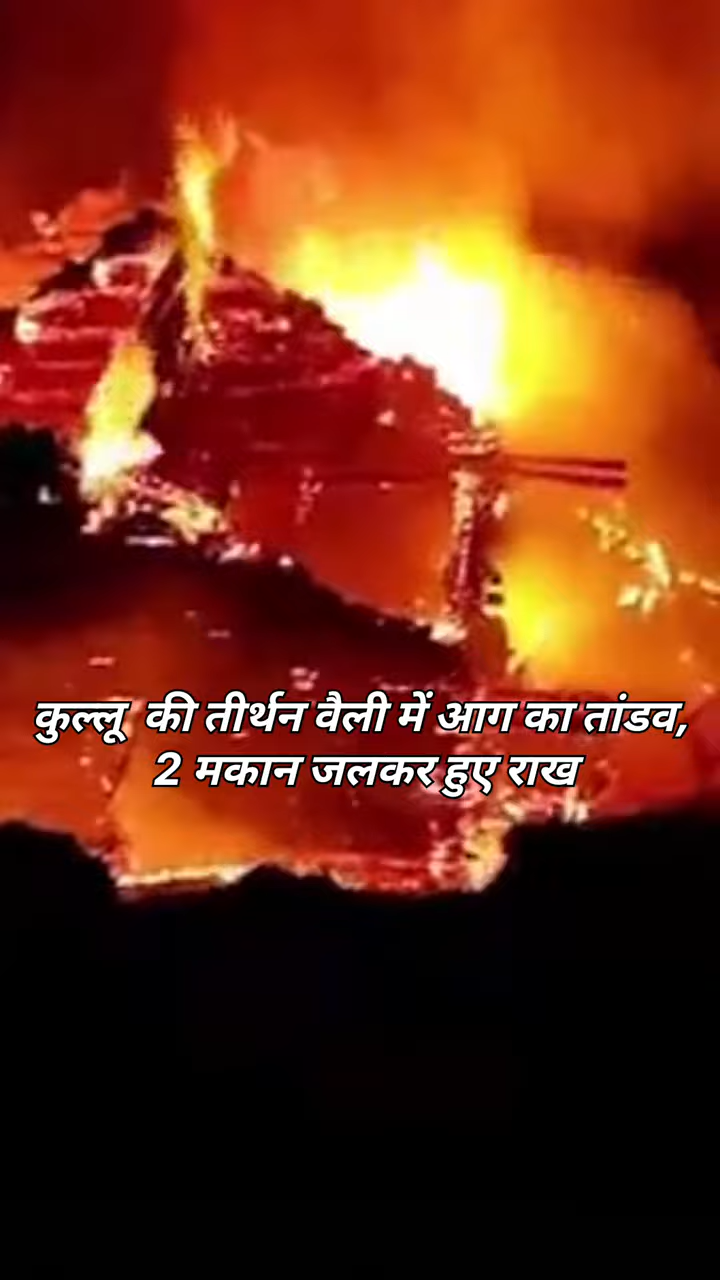 कुल्लू की तीर्थन वैली में आग का तांडव,
2 मकान जलकर हुए राख